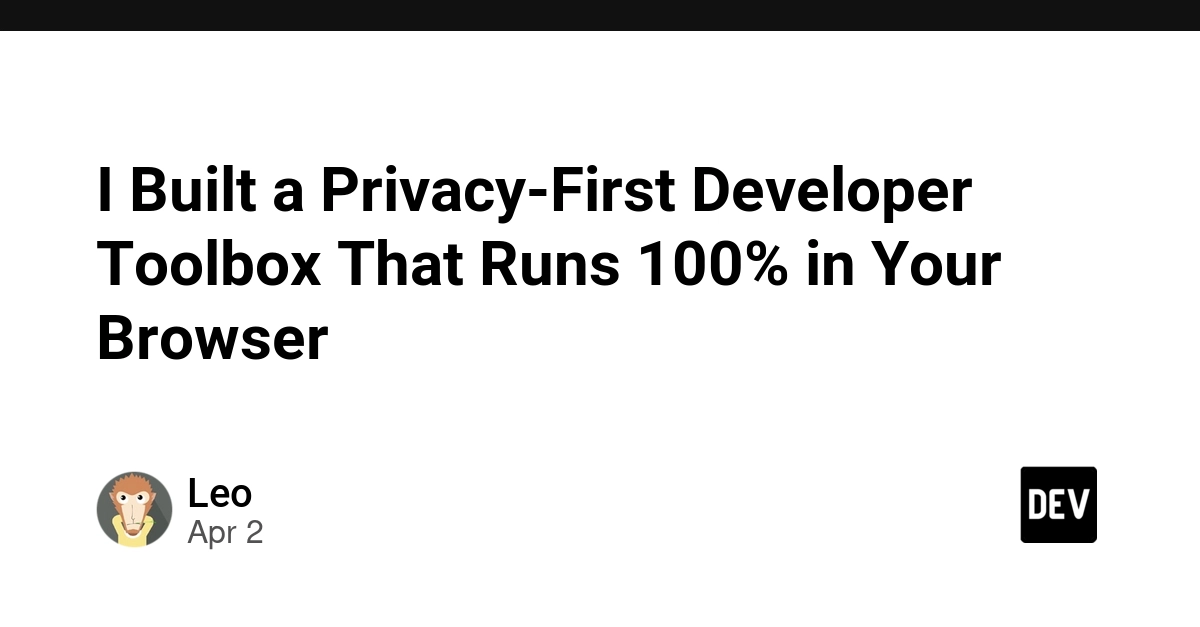 I Built a Privacy-First Developer
Toolbox That Runs 100% in Your
Browser
Leo
Apr 2
DEV